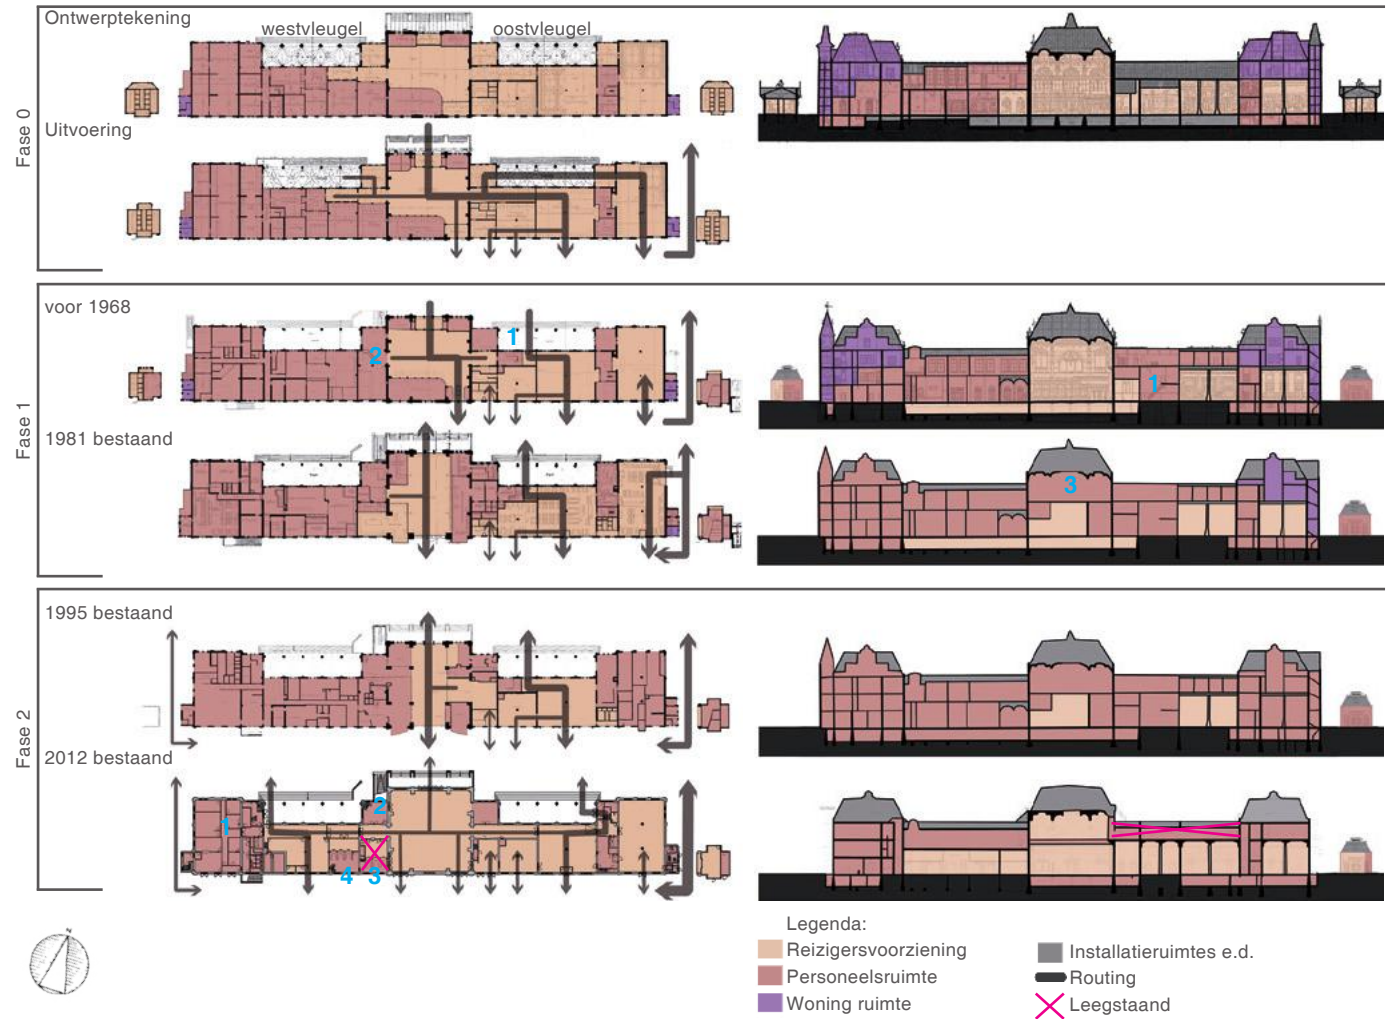 Ontwerptekening
westvleugel
oostvleugel
Fase 0
Uitvoering
voor 1968
2
1
1
Fase 1
1981 bestaand
3
1995 bestaand
Fase 2
2012 bestaand
1
2
4
3
N
Legenda:
Reizigersvoorziening
Personeelsruimte
Woning ruimte
Installatieruimtes e.d.
Routing
Leegstaand